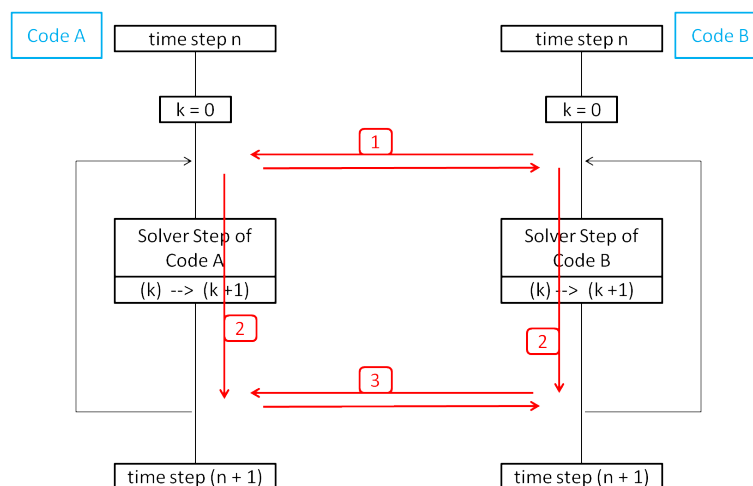 Code A
time step n
time step n
Code B
k = 0
k = 0
1
Solver Step of
Code A
(k) --> (k +1)
Solver Step of
Code B
(k) --> (k +1)
2
2
3
time step (n + 1)
time step (n + 1)